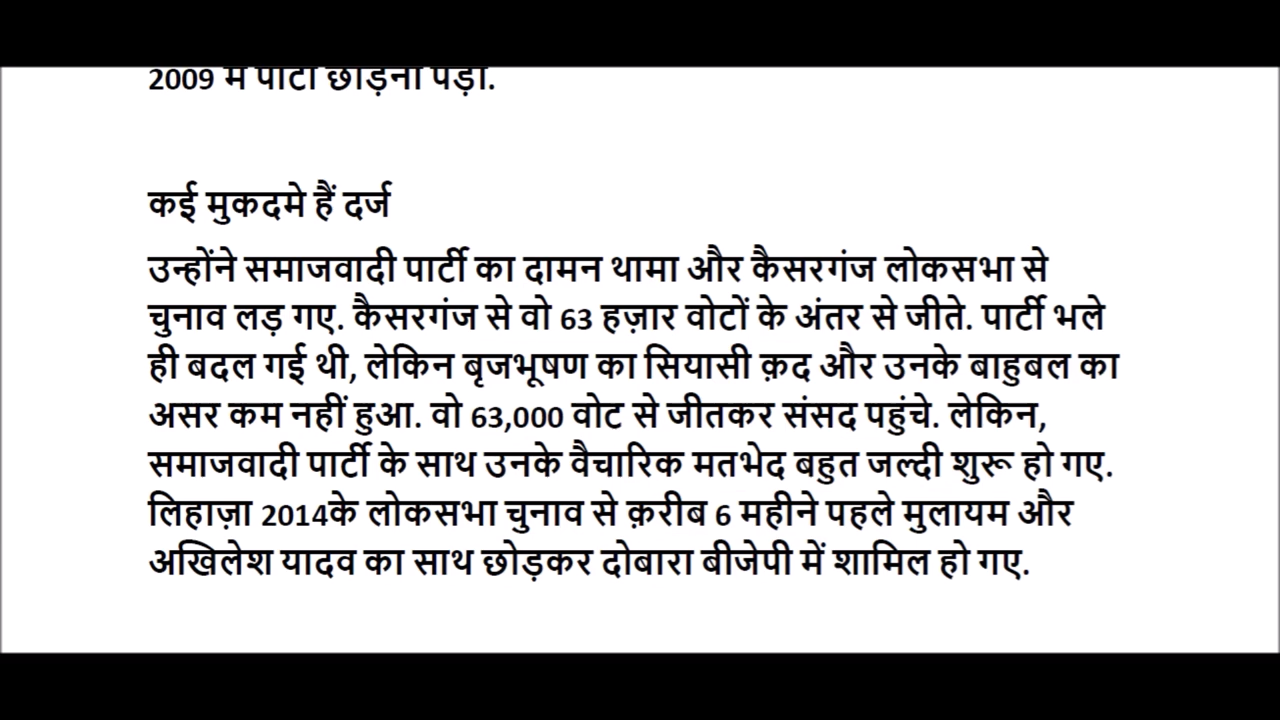 2009 में पार्टी छोड़नी पड़ी.
कई मुकदमे हैं दर्ज
उन्होंने समाजवादी पार्टी का दामन थामा और कैसरगंज लोकसभा से
चुनाव लड़ गए. कैसरगंज से वो 63 हज़ार वोटों के अंतर से जीते. पार्टी भले
ही बदल गई थी, लेकिन बृजभूषण का सियासी क़द और उनके बाहुबल का
असर कम नहीं हुआ. वो 63,000 वोट से जीतकर संसद पहुंचे. लेकिन,
समाजवादी पार्टी के साथ उनके वैचारिक मतभेद बहुत जल्दी शुरू हो गए.
लिहाज़ा 2014के लोकसभा चुनाव से क़रीब 6 महीने पहले मुलायम और
अखिलेश यादव का साथ छोड़कर दोबारा बीजेपी में शामिल हो गए.